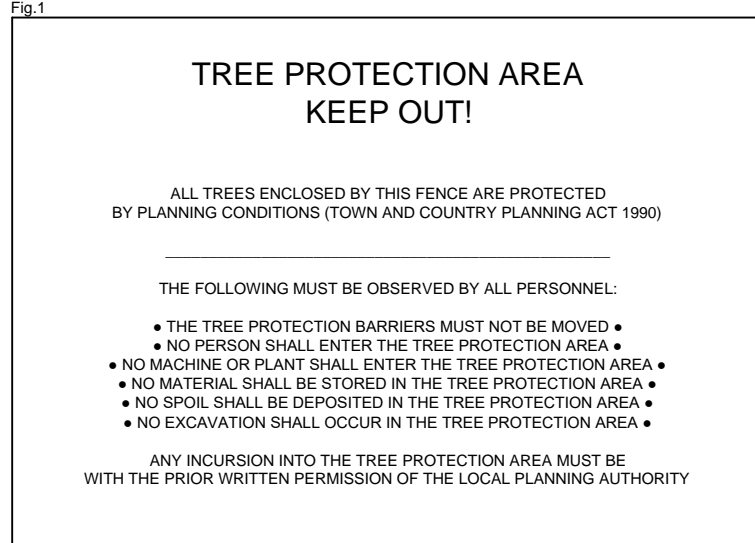 Fig.1
TREE PROTECTION AREA
KEEP OUT!
ALL TREES ENCLOSED BY THIS FENCE ARE PROTECTED
BY PLANNING CONDITIONS (TOWN AND COUNTRY PLANNING ACT 1990)
THE FOLLOWING MUST BE OBSERVED BY ALL PERSONNEL:
● THE TREE PROTECTION BARRIERS MUST NOT BE MOVED ●
● NO PERSON SHALL ENTER THE TREE PROTECTION AREA ●
● NO MACHINE OR PLANT SHALL ENTER THE TREE PROTECTION AREA ●
● NO MATERIAL SHALL BE STORED IN THE TREE PROTECTION AREA ●
● NO SPOIL SHALL BE DEPOSITED IN THE TREE PROTECTION AREA ●
● NO EXCAVATION SHALL OCCUR IN THE TREE PROTECTION AREA ●
ANY INCURSION INTO THE TREE PROTECTION AREA MUST BE
WITH THE PRIOR WRITTEN PERMISSION OF THE LOCAL PLANNING AUTHORITY